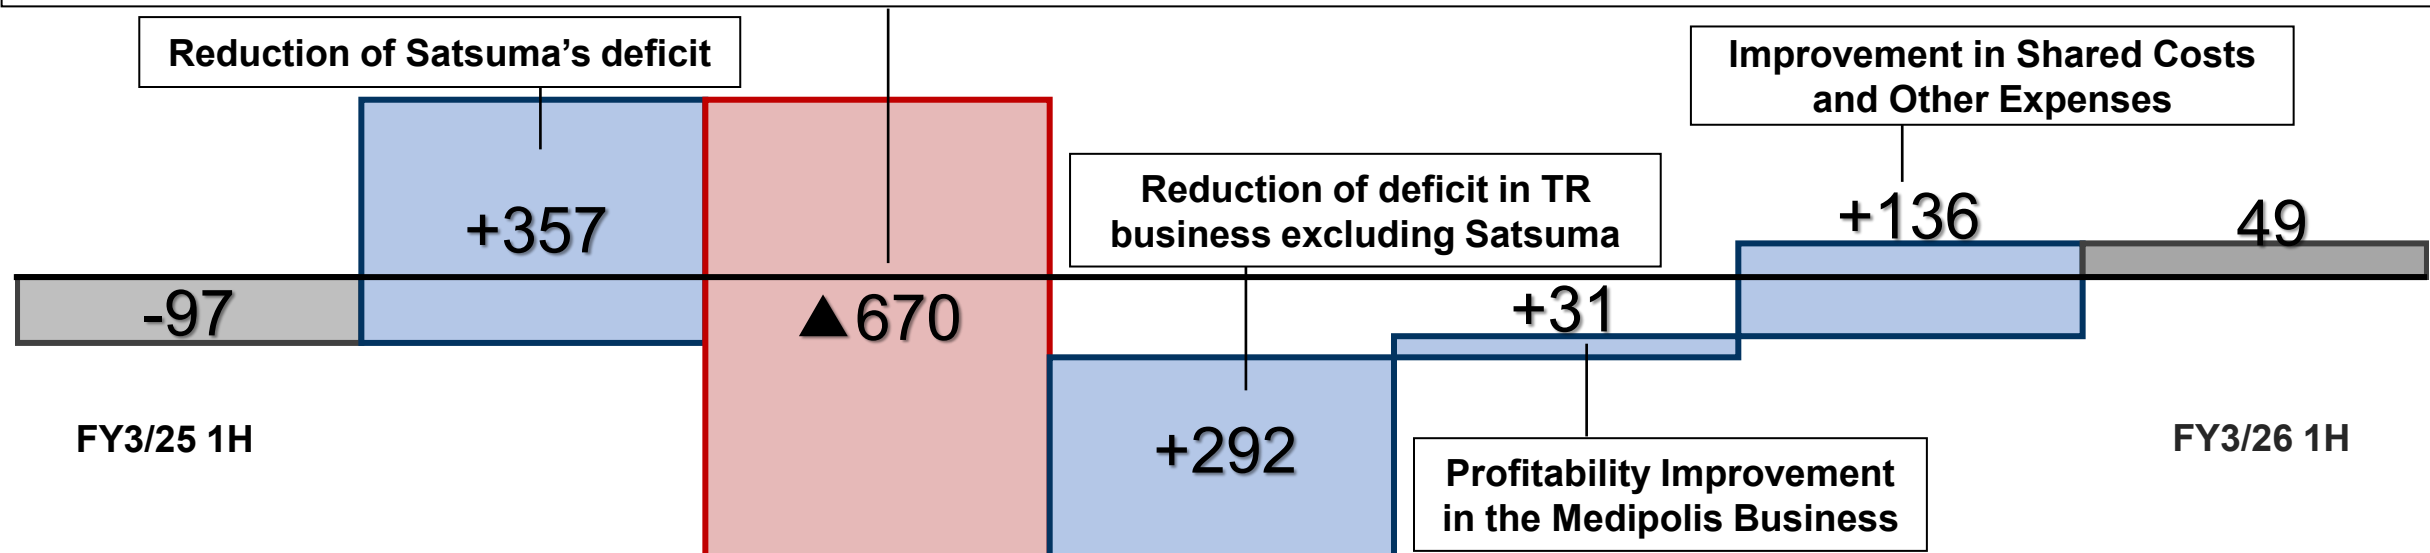 Reduction of Satsuma’s deficit
Improvement in Shared Costs
and Other Expenses
Reduction of deficit in TR
business excluding Satsuma
+357
+136
49
-97
▲670
+31
+292
FY3/25 1H
FY3/26 1H
Profitability Improvement
in the Medipolis Business